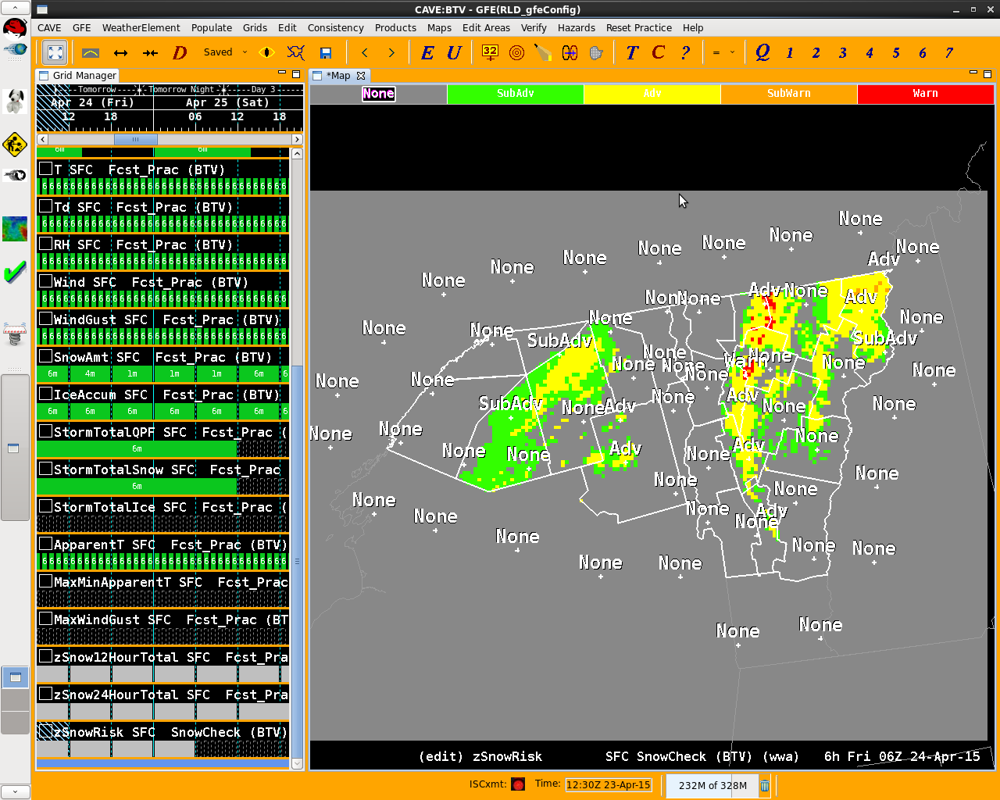 CAVE:BTV - GFE(RLD_gfeConfig)
CAVE GFE WeatherElement Populate Grids Edit Consistency Products Maps Edit Areas Verify Hazards Reset Practice Help
D Saved E U 32 T C ? = Q 1 2 3 4 5 6 7
Grid Manager
*Map
Tomorrow Tomorrow Night Day 3
Apr 24 (Fri) Apr 25 (Sat)
12 18 06 12 18
None SubAdv Adv SubWarn Warn
6m 6m
T SFC Fcst_Prac (BTV)
Td SFC Fcst_Prac (BTV)
RH SFC Fcst_Prac (BTV)
Wind SFC Fcst_Prac (BTV)
WindGust SFC Fcst_Prac (BTV)
SnowAmt SFC Fcst_Prac (BTV)
6m 4m 1m 1m 1m 6m 6
IceAccum SFC Fcst_Prac (BTV)
6m 6m 6m 6m 6m 6m 6
StormTotalQPF SFC Fcst_Prac (
6m
StormTotalSnow SFC Fcst_Prac
6m
StormTotalIce SFC Fcst_Prac (
ApparentT SFC Fcst_Prac (BTV)
MaxMinApparentT SFC Fcst_Prac
MaxWindGust SFC Fcst_Prac (BT
zSnow12HourTotal SFC Fcst_Pra
zSnow24HourTotal SFC Fcst_Pra
zSnowRisk SFC SnowCheck (BTV)
None
None
None None None
None None Adv
None
None Adv None
None None Adv
None None
None None SubAdv SubAdv
None None Warn None None
None None None
None None None
None SubAdv None Adv Adv None None
None None None
None None Adv None Adv
None
None None
None None
None None Adv
None
None None None
None None
None None
(edit) zSnowRisk SFC SnowCheck (BTV) (wwa) 6h Fri 06Z 24-Apr-15
ISCxmt: Time: 12:30Z 23-Apr-15 232M of 328M